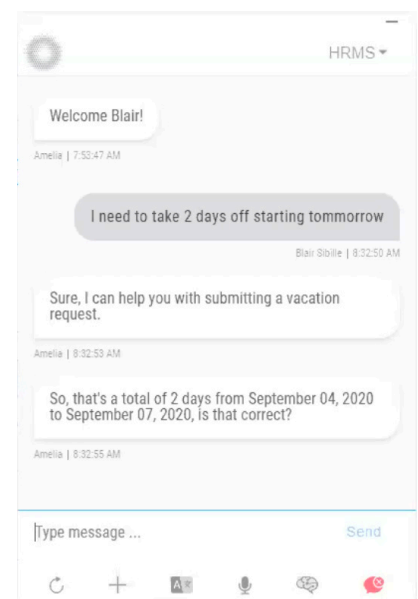 HRMS
Welcome Blair!
Amelia | 7:53:47 AM
I need to take 2 days off starting tommorrow
Blair Sibille | 8:32:50 AM
Sure, I can help you with submitting a vacation
request.
Amelia | 8:32:53 AM
So, that's a total of 2 days from September 04, 2020
to September 07, 2020, is that correct?
Amelia | 8:32:55 AM
Type message ...
Send
A